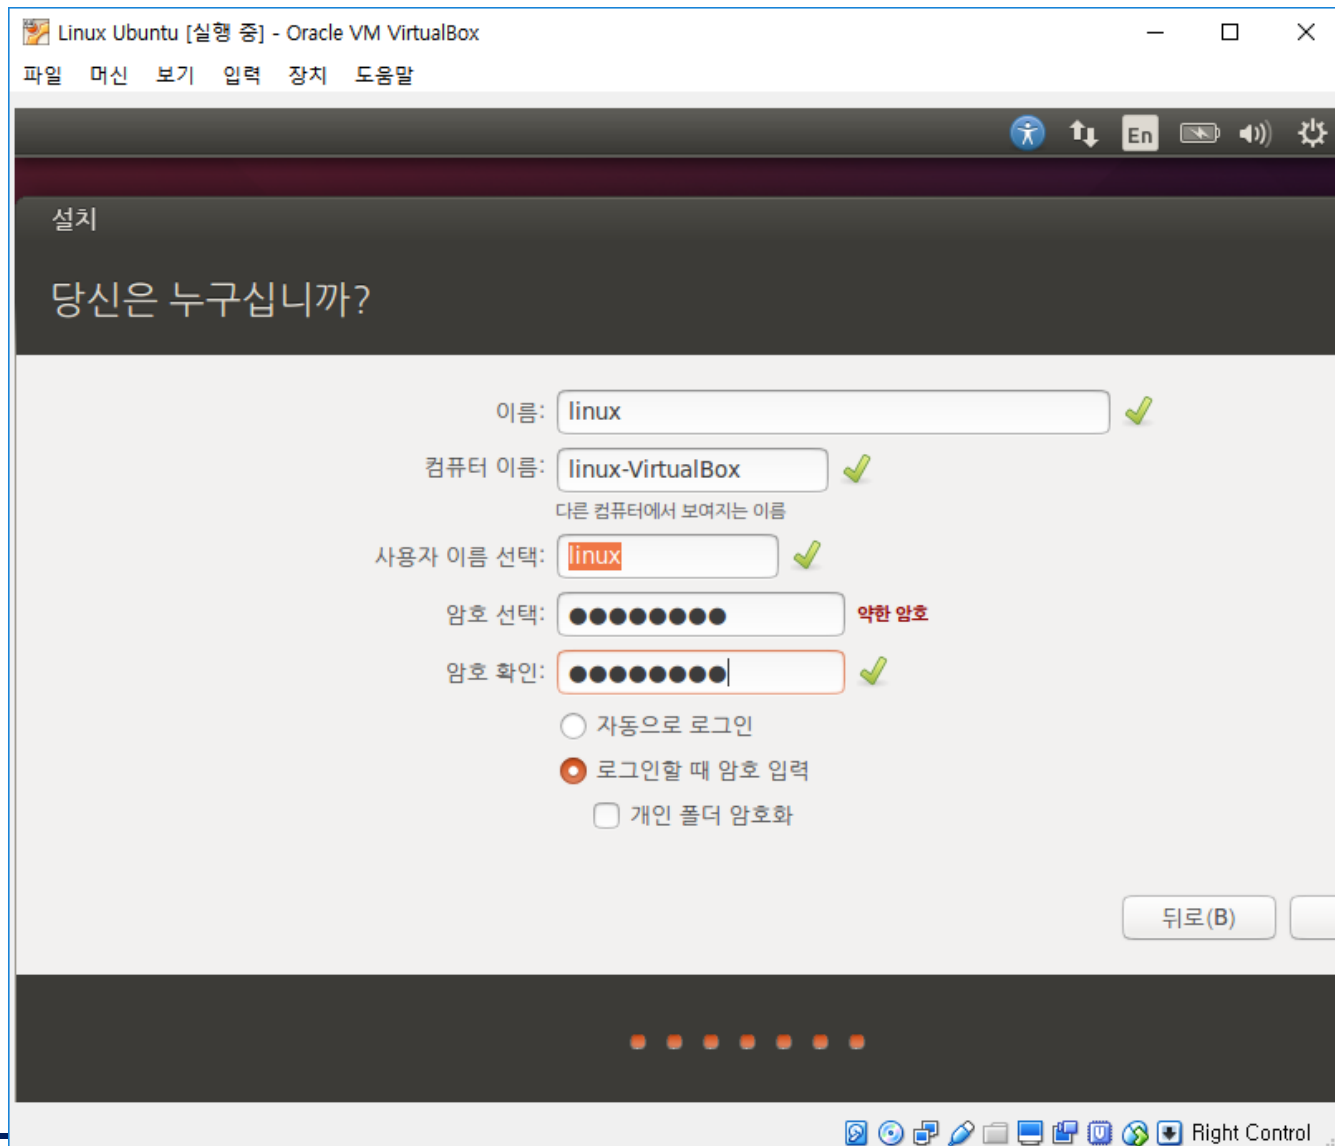 Linux Ubuntu [실행 중] - Oracle VM VirtualBox
파일 머신 보기 입력 장치 도움말
En
설치
당신은 누구십니까?
이름: linux
컴퓨터 이름: linux-VirtualBox
다른 컴퓨터에서 보여지는 이름
사용자 이름 선택: linux
암호 선택: ●●●●●●●● 약한 암호
암호 확인: ●●●●●●●●
자동으로 로그인
로그인할 때 암호 입력
개인 폴더 암호화
뒤로(B)
Right Control